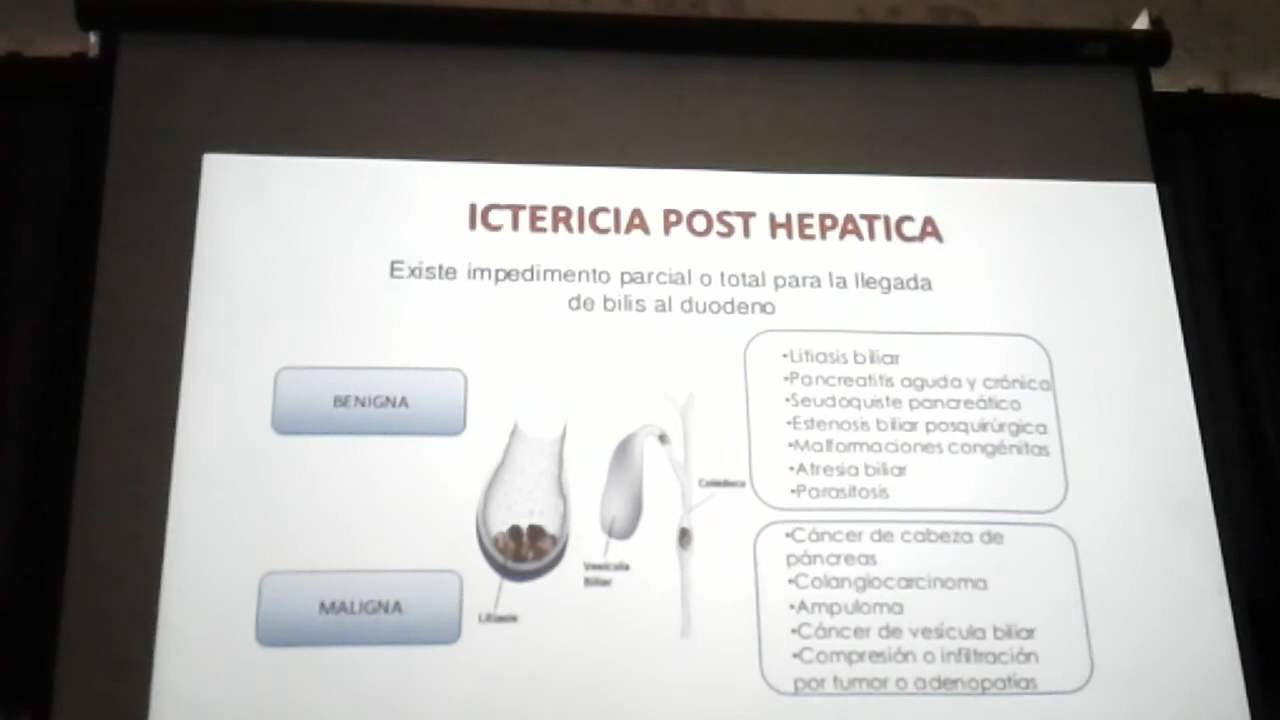 ICTERICIA POST HEPATICA
Existe impedimento parcial o total para la llegada
de bilis al duodeno
BENIGNA
•Litiasis biliar
•Pancreatitis aguda y crónica
•Seudoquiste pancreático
•Estenosis biliar posquirúrgica
•Malformaciones congénitas
•Atresia biliar
•Parasitosis
Colédoco
Vesícula
Biliar
Litiasis
MALIGNA
•Cáncer de cabeza de
páncreas
•Colangiocarcinoma
•Ampuloma
•Cáncer de vesícula biliar
•Compresión o infiltración
por tumor o adenopatías